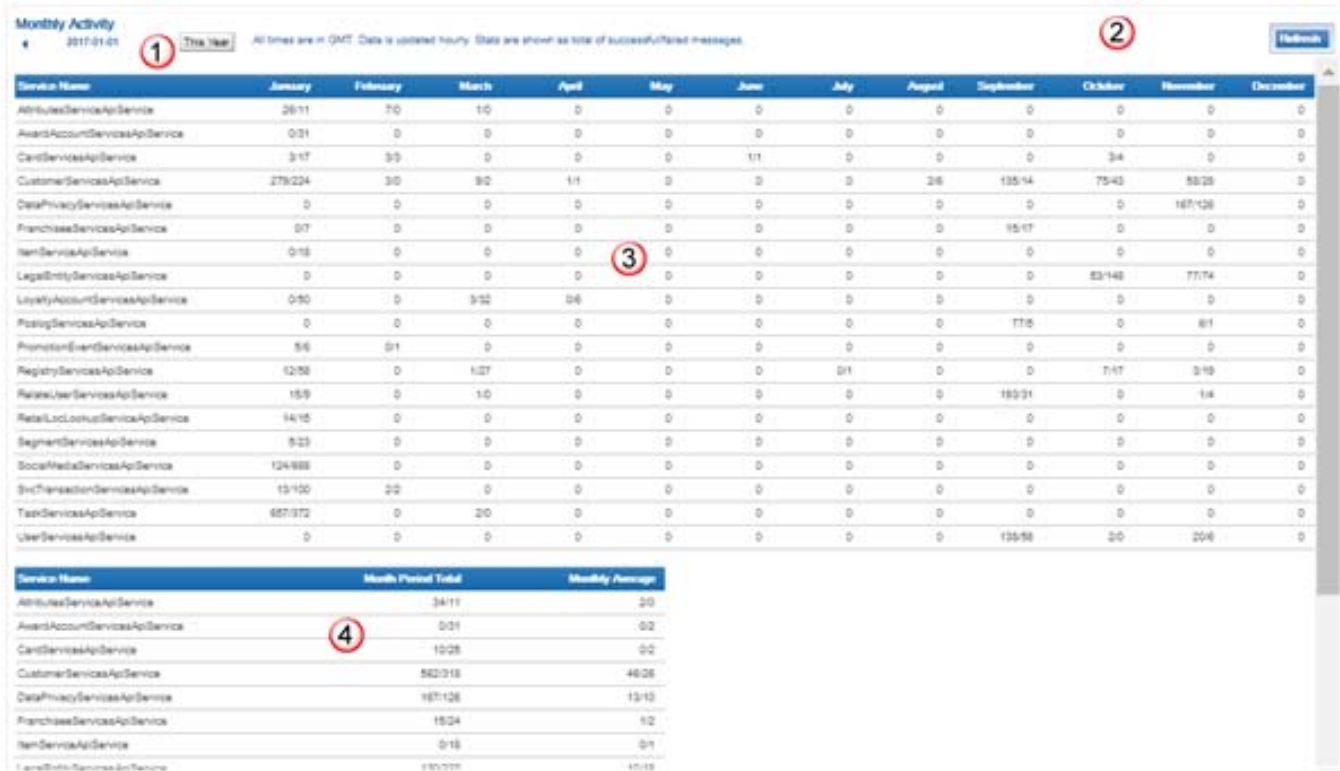 Monthly Activity
2017-01-01 1 This Year All times are in GMT. Data is updated hourly. Stats are shown as total of successful/failed messages. 2 Refresh
Service Name January February March April May June July August September October November December
AttributesServiceApiService 26/11 7/0 1/0 0 0 0 0 0 0 0 0 0
AwardAccountServicesApiService 0/31 0 0 0 0 0 0 0 0 0 0 0
CardServicesApiService 3/17 3/3 0 0 0 1/1 0 0 0 3/4 0 0
CustomerServicesApiService 279/224 3/0 9/2 1/1 0 0 0 2/6 135/14 75/43 58/28 0
DataPrivacyServicesApiService 0 0 0 0 0 0 0 0 0 0 167/126 0
FranchiseeServicesApiService 0/7 0 0 0 0 0 0 0 15/17 0 0 0
ItemServiceApiService 0/18 0 0 0 3 0 0 0 0 0 0 0 0
LegalEntityServicesApiService 0 0 0 0 0 0 0 0 0 53/148 77/74 0
LoyaltyAccountServicesApiService 0/50 0 3/32 0/6 0 0 0 0 0 0 0 0
PoslogServicesApiService 0 0 0 0 0 0 0 0 77/5 0 0
PromotionEventServicesApiService 5/6 0/1 0 0 0 0 0 0 0 0 0 0
RegistryServicesApiService 12/58 0 1/27 0 0 0 0/1 0 0 7/17 3/19 0
RelateUserServicesApiService 15/9 0 1/0 0 0 0 0 0 193/31 0 1/4 0
RetailLocLookupServiceApiService 14/15 0 0 0 0 0 0 0 0 0 0 0
SegmentServicesApiService 0 0 0 0 0 0 0 0 0 0 0
SocialMediaServicesApiService 0 0 0 0 0 0 0 0 0 0 0
SvcTransactionServicesApiService 13/100 2/2 0 0 0 0 0 0 0 0 0 0
TaskServicesApiService 657/372 0 2/0 0 0 0 0 0 0 0 0 0
UserServicesApiService 0 0 0 0 0 0 0 0 138/58 2/0 20/6 0
Service Name Month Period Total Monthly Average
AttributesServiceApiService 34/11 2/0
AwardAccountServicesApiService 4 0/31 0/2
CardServicesApiService 10/25 0/2
CustomerServicesApiService 562/318 46/26
DataPrivacyServicesApiService 167/126 13/10
FranchiseeServicesApiService 15/24 1/2
ItemServiceApiService 0/18 0/1
LegalEntityServicesApiService 130/222 10/18